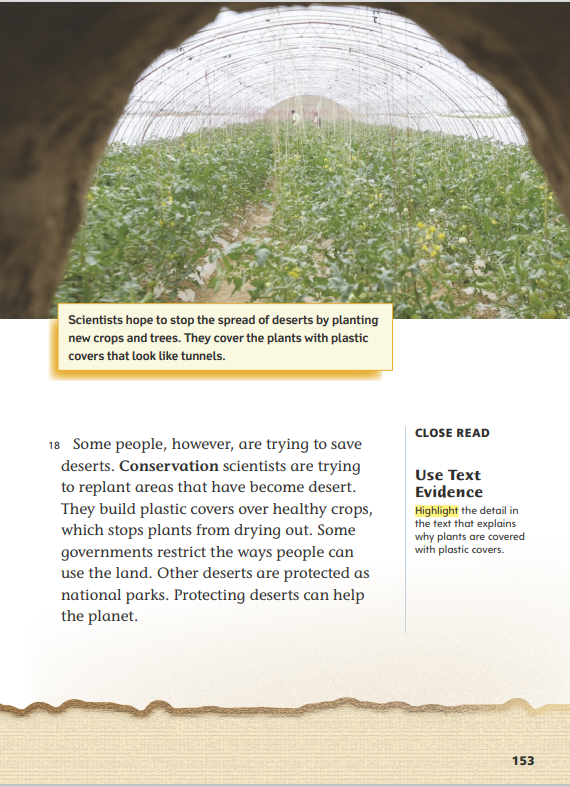 Scientists hope to stop the spread of deserts by planting
new crops and trees. They cover the plants with plastic
covers that look like tunnels.
18 Some people, however, are trying to save
deserts. Conservation scientists are trying
to replant areas that have become desert.
They build plastic covers over healthy crops,
which stops plants from drying out. Some
governments restrict the ways people can
use the land. Other deserts are protected as
national parks. Protecting deserts can help
the planet.
CLOSE READ
Use Text
Evidence
Highlight the detail in
the text that explains
why plants are covered
with plastic covers.
153